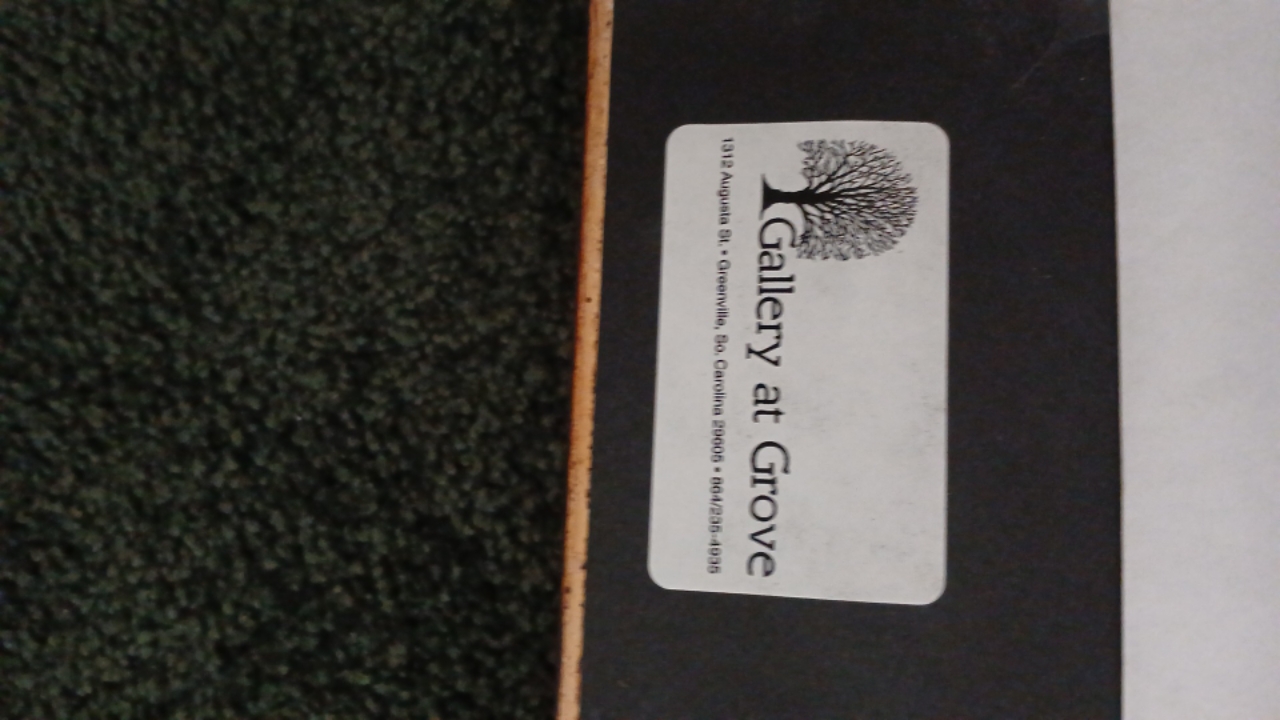 Gallery at Grove
1312 Augusta St. • Greenville, So. Carolina 29605 • 864/235-4935